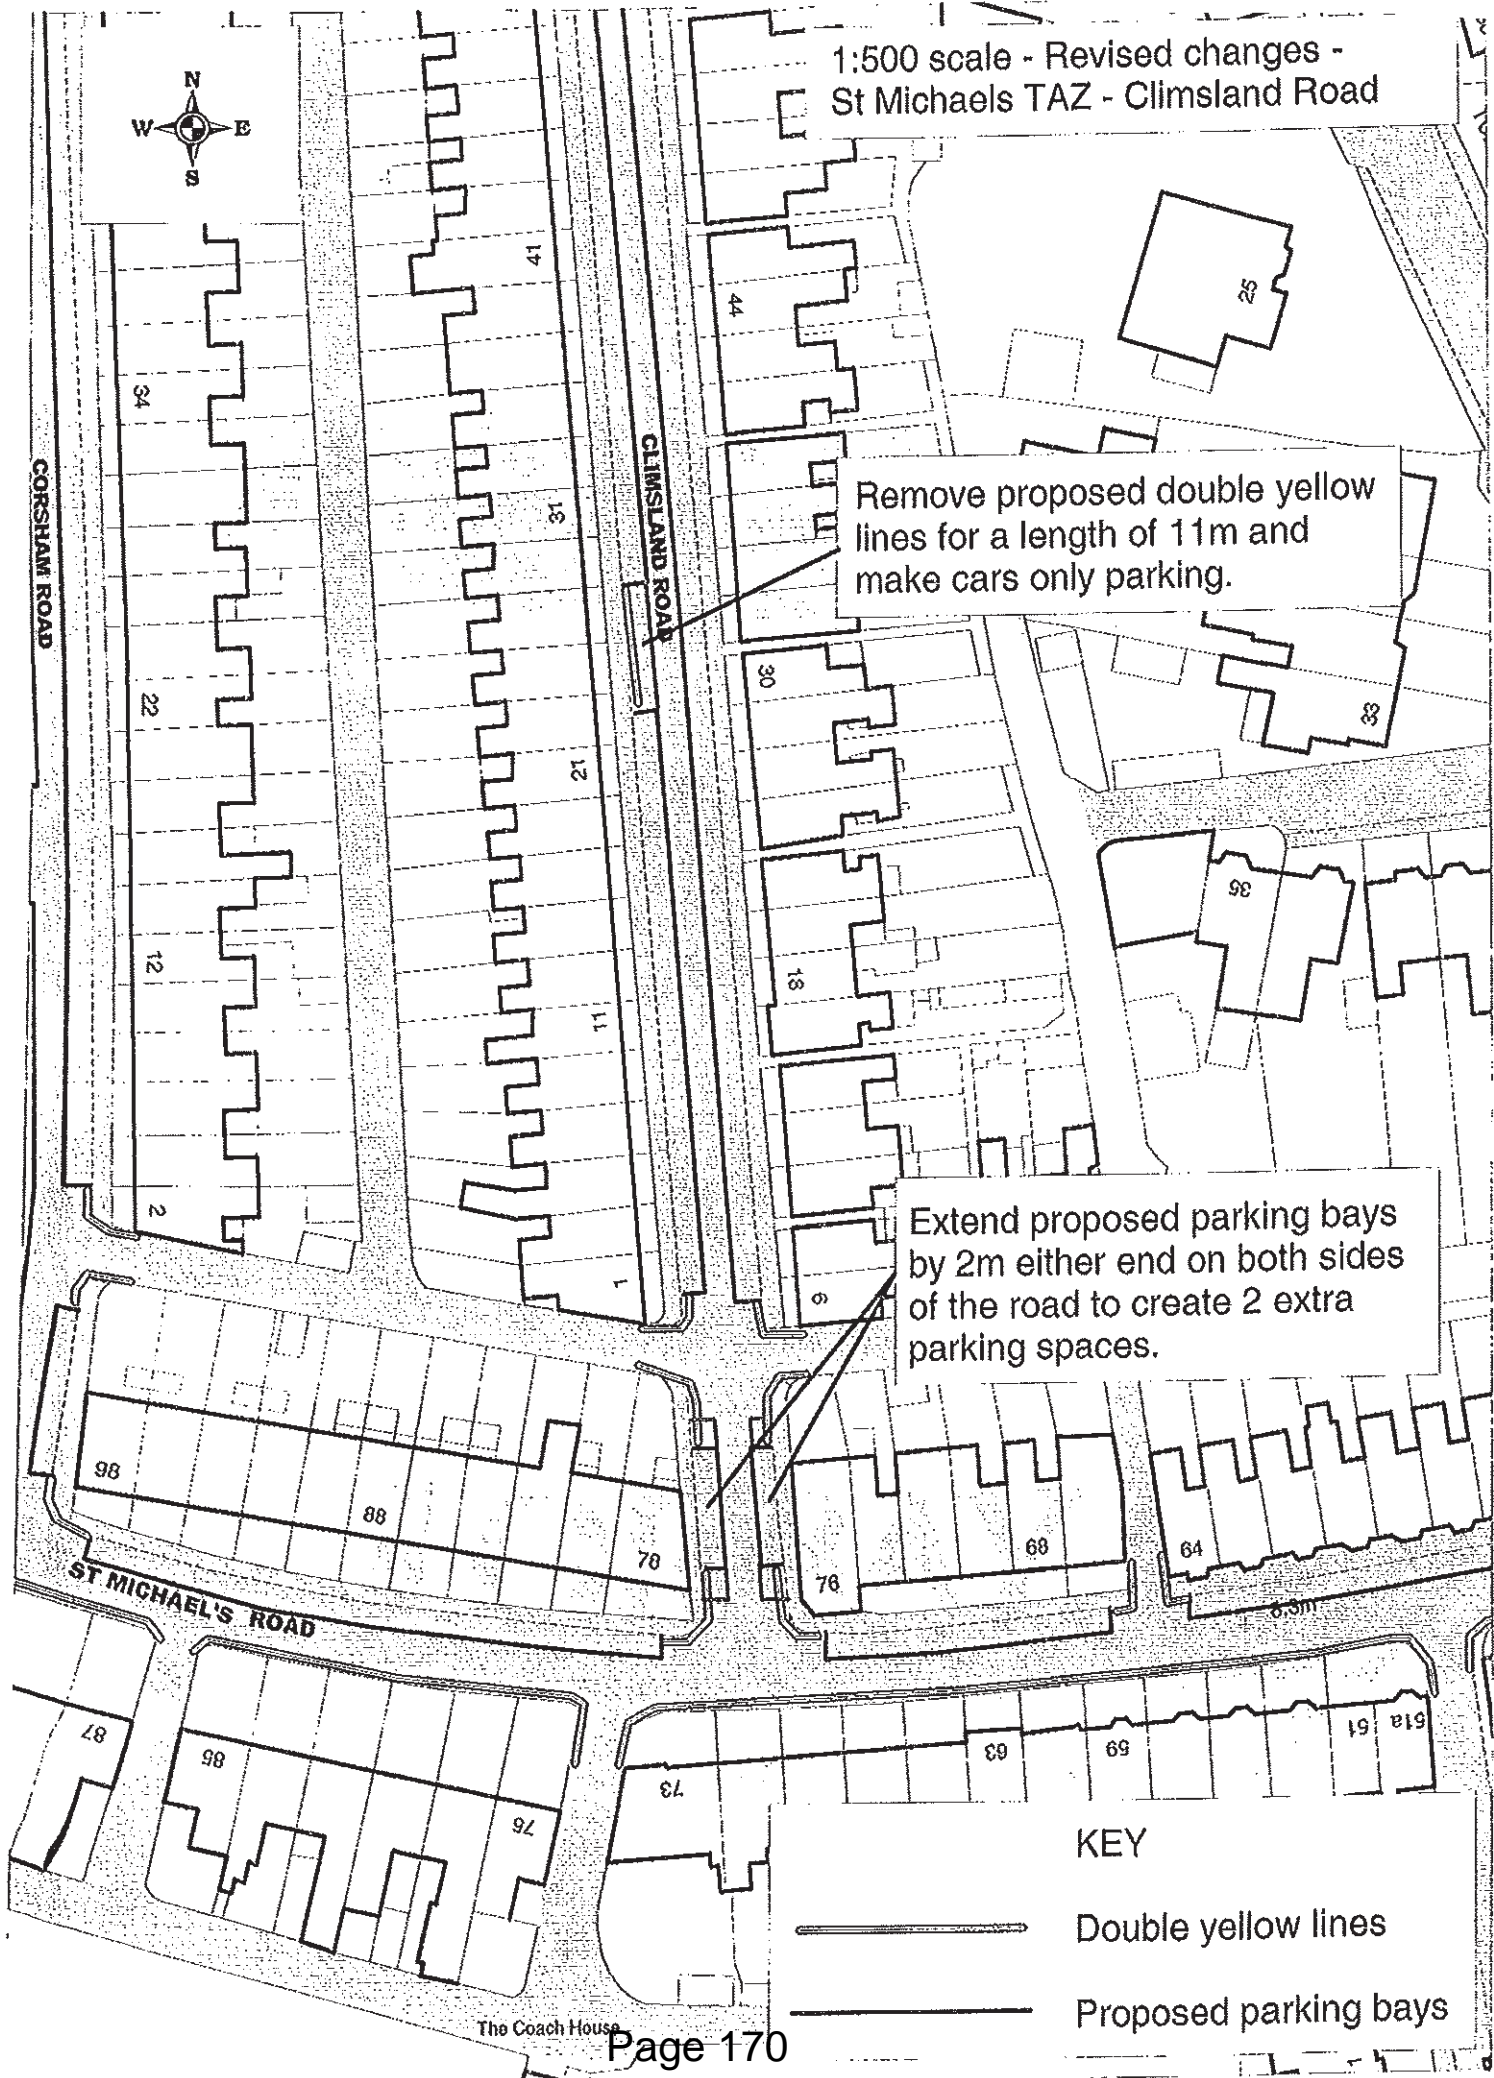 1:500 scale - Revised changes -
St Michaels TAZ - Climsland Road
N
W E
S
41
44
25
34
CORSHAM ROAD
CLIMSLAND ROAD
31
Remove proposed double yellow
lines for a length of 11m and
make cars only parking.
30
22
33
21
35
12
18
11
2
Extend proposed parking bays
by 2m either end on both sides
of the road to create 2 extra
parking spaces.
1
6
98
88
78
76
68
64
ST MICHAEL'S ROAD
8.3m
87
85
76
73
63
59
51
51a
KEY
Double yellow lines
Proposed parking bays
The Coach House
Page 170